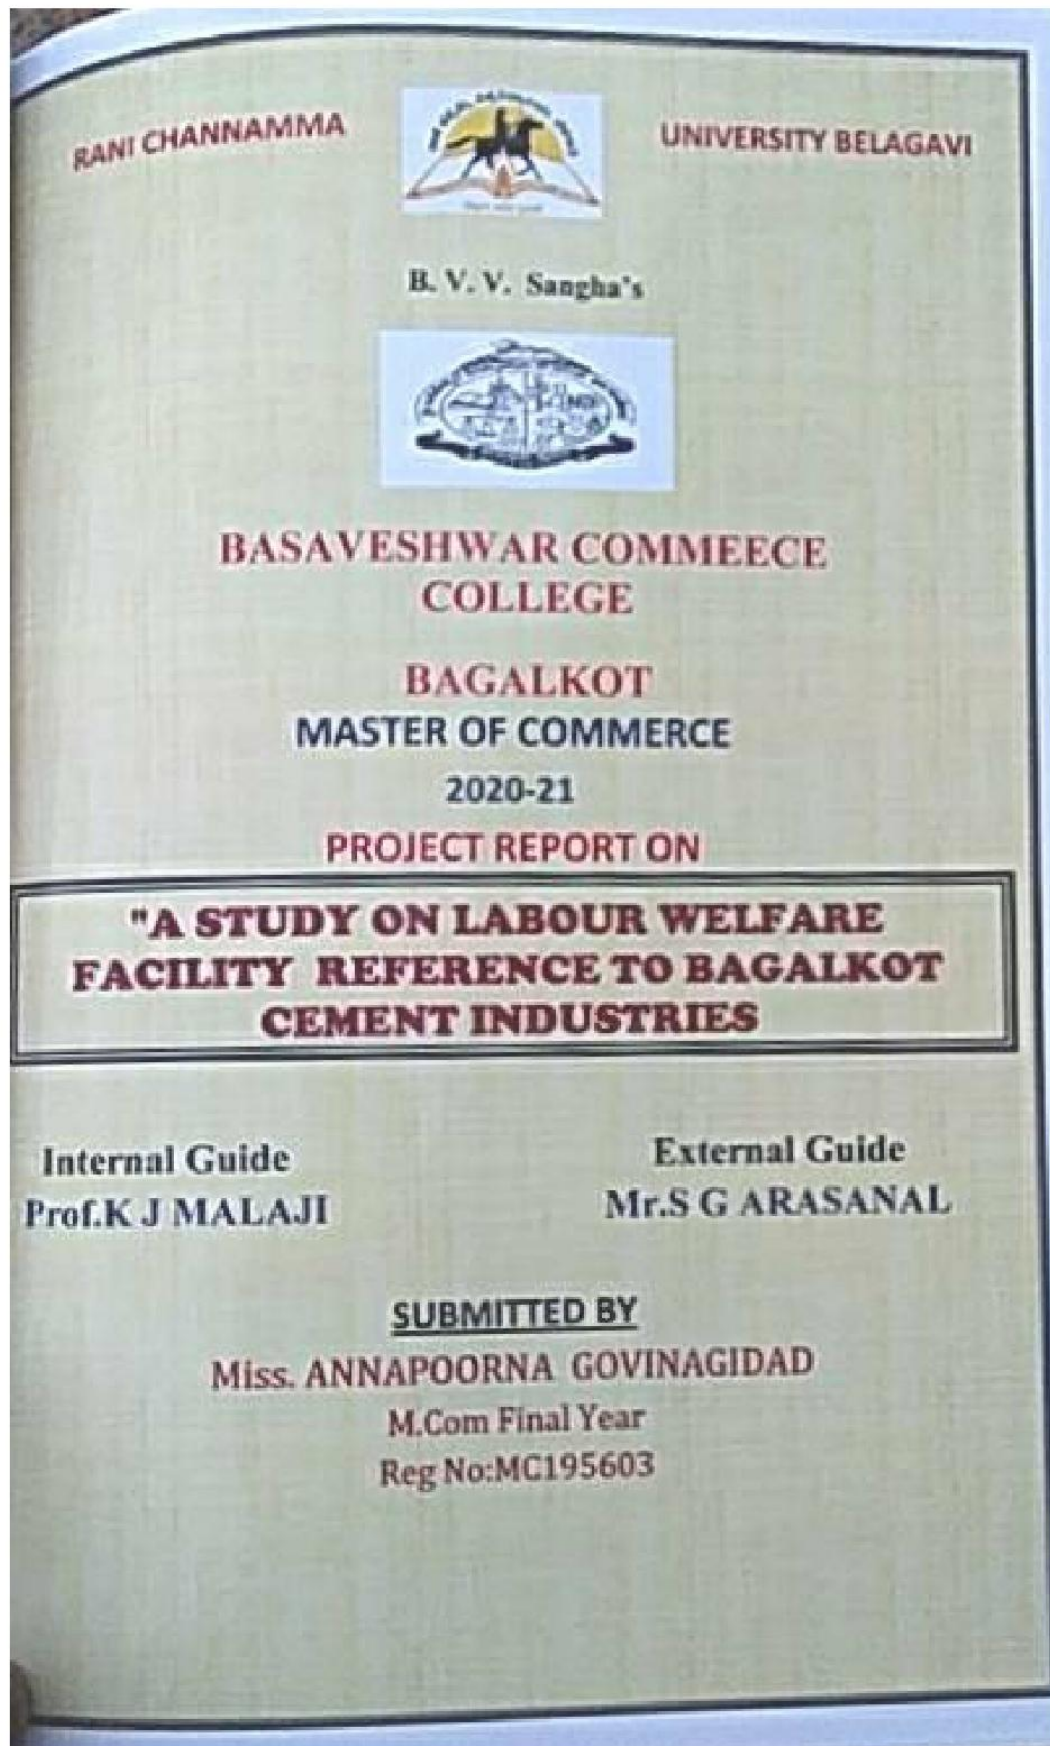 RANI CHANNAMMA UNIVERSITY BELAGAVI
B. V. V. Sangha's
BASAVESHWAR COMMEECE
COLLEGE
BAGALKOT
MASTER OF COMMERCE
2020-21
PROJECT REPORT ON
"A STUDY ON LABOUR WELFARE
FACILITY REFERENCE TO BAGALKOT
CEMENT INDUSTRIES
Internal Guide External Guide
Prof.K J MALAJI Mr.S G ARASANAL
SUBMITTED BY
Miss. ANNAPOORNA GOVINAGIDAD
M.Com Final Year
Reg No:MC195603